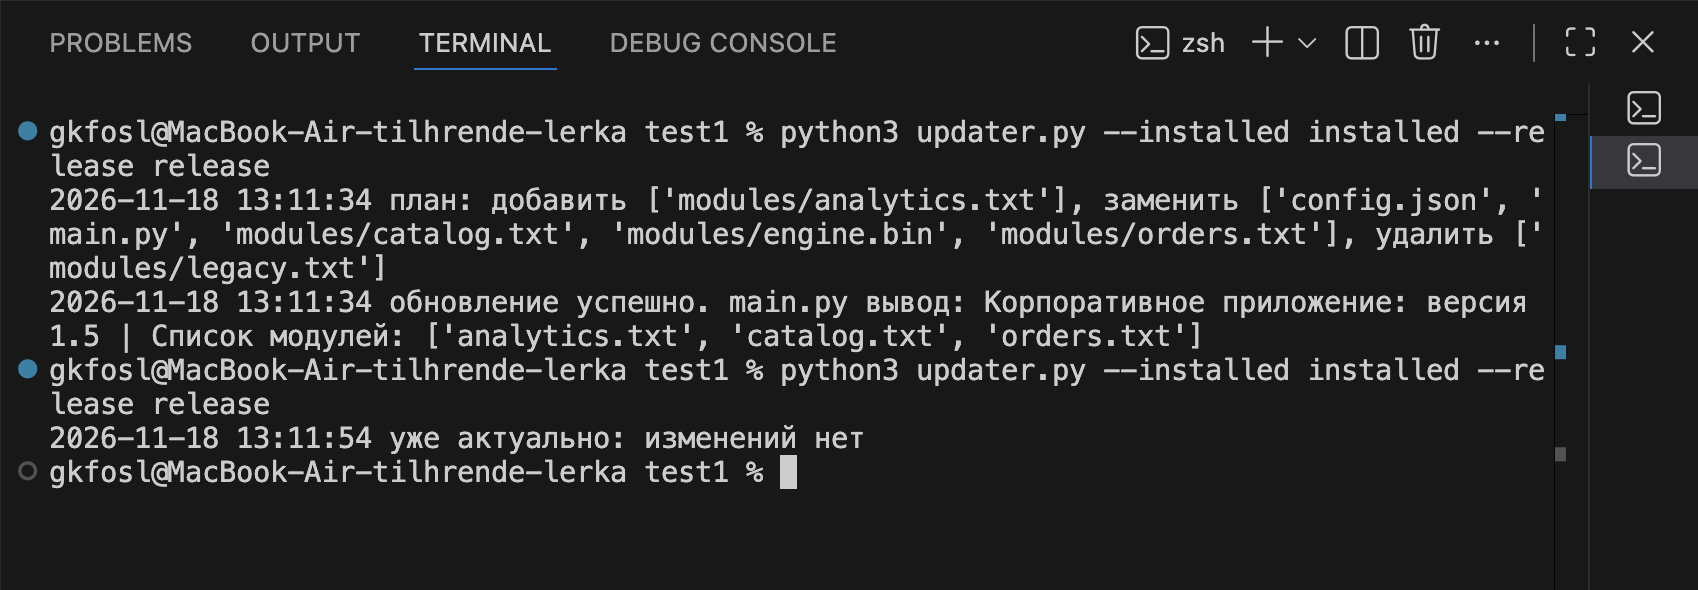 PROBLEMS OUTPUT TERMINAL DEBUG CONSOLE zsh
gkfosl@MacBook-Air-tilhrende-lerka test1 % python3 updater.py --installed installed --re
lease release
2026-11-18 13:11:34 план: добавить ['modules/analytics.txt'], заменить ['config.json', '
main.py', 'modules/catalog.txt', 'modules/engine.bin', 'modules/orders.txt'], удалить ['
modules/legacy.txt']
2026-11-18 13:11:34 обновление успешно. main.py вывод: Корпоративное приложение: версия
1.5 | Список модулей: ['analytics.txt', 'catalog.txt', 'orders.txt']
gkfosl@MacBook-Air-tilhrende-lerka test1 % python3 updater.py --installed installed --re
lease release
2026-11-18 13:11:54 уже актуально: изменений нет
gkfosl@MacBook-Air-tilhrende-lerka test1 %